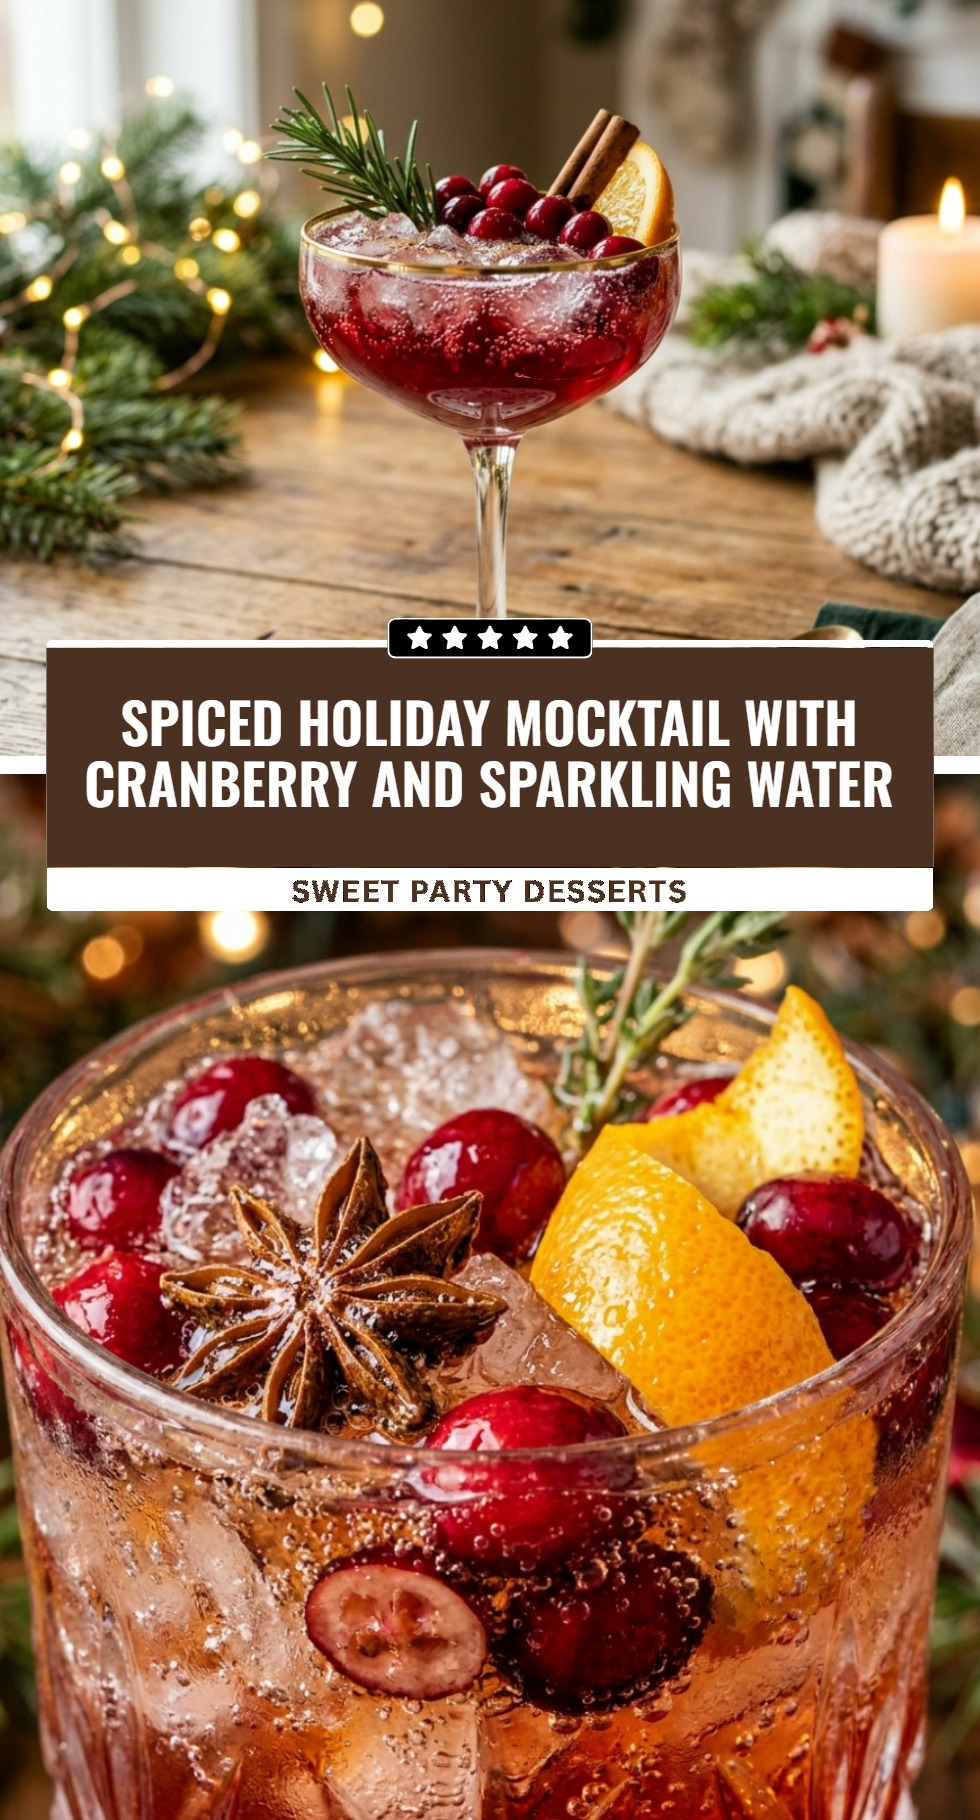 SPICED HOLIDAY MOCKTAIL WITH
CRANBERRY AND SPARKLING WATER
SWEET PARTY DESSERTS